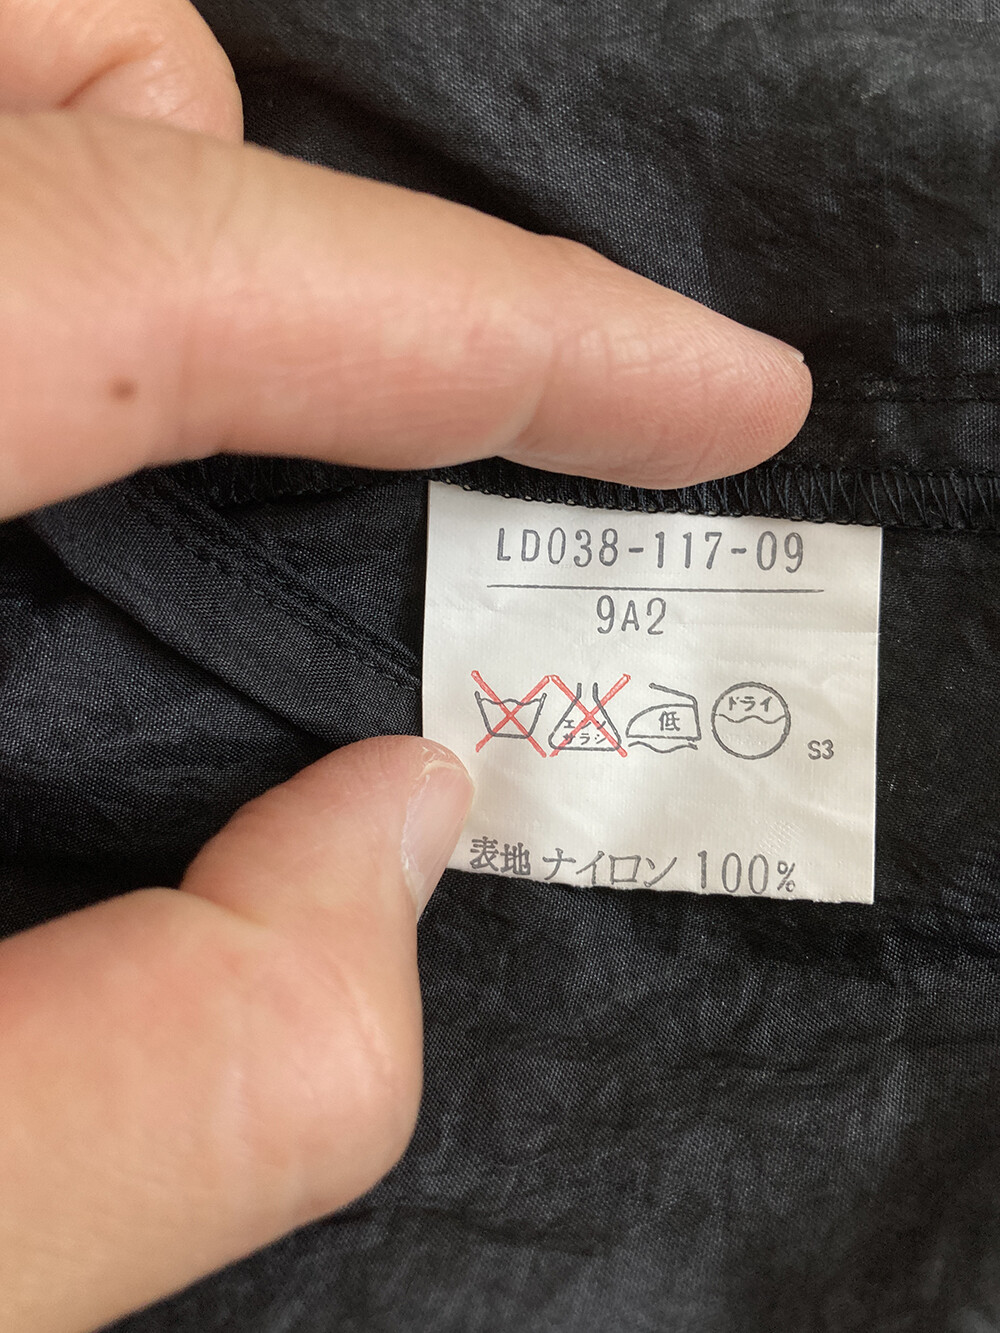 LD038-117-09
9A2
エンソ
サラシ
低
ドライ
S3
表地 ナイロン 100%